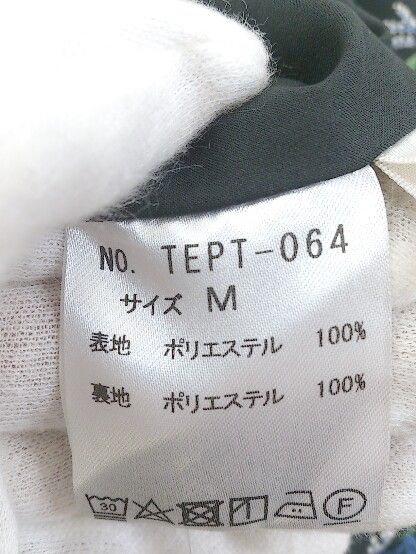 NO. TEPT-064
サイズ M
表地 ポリエステル 100%
裏地 ポリエステル 100%
30 F